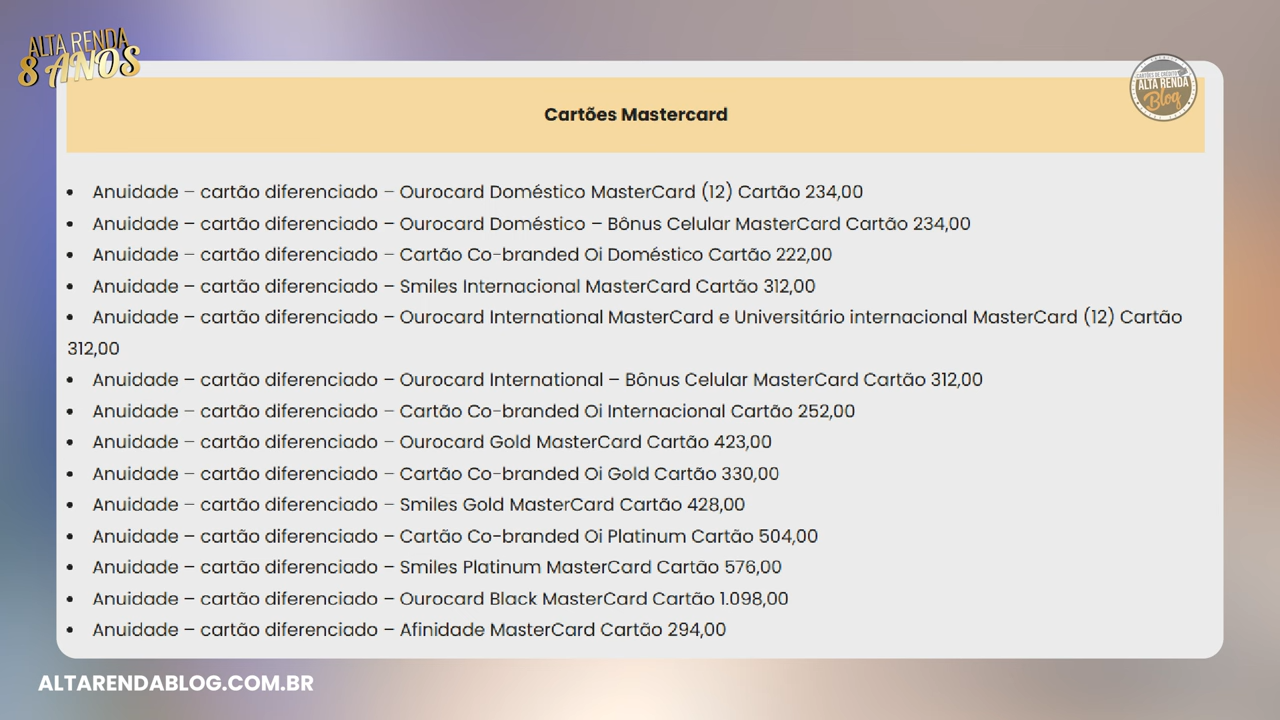 ALTA RENDA
8 ANOS
CARTÕES DE CRÉDITO
ALTA RENDA
Blog
Cartões Mastercard
• Anuidade – cartão diferenciado – Ourocard Doméstico MasterCard (12) Cartão 234,00
• Anuidade – cartão diferenciado – Ourocard Doméstico – Bônus Celular MasterCard Cartão 234,00
• Anuidade – cartão diferenciado – Cartão Co-branded Oi Doméstico Cartão 222,00
• Anuidade – cartão diferenciado – Smiles Internacional MasterCard Cartão 312,00
• Anuidade – cartão diferenciado – Ourocard International MasterCard e Universitário internacional MasterCard (12) Cartão
312,00
• Anuidade – cartão diferenciado – Ourocard International – Bônus Celular MasterCard Cartão 312,00
• Anuidade – cartão diferenciado – Cartão Co-branded Oi Internacional Cartão 252,00
• Anuidade – cartão diferenciado – Ourocard Gold MasterCard Cartão 423,00
• Anuidade – cartão diferenciado – Cartão Co-branded Oi Gold Cartão 330,00
• Anuidade – cartão diferenciado – Smiles Gold MasterCard Cartão 428,00
• Anuidade – cartão diferenciado – Cartão Co-branded Oi Platinum Cartão 504,00
• Anuidade – cartão diferenciado – Smiles Platinum MasterCard Cartão 576,00
• Anuidade – cartão diferenciado – Ourocard Black MasterCard Cartão 1.098,00
• Anuidade – cartão diferenciado – Afinidade MasterCard Cartão 294,00
ALTARENDABLOG.COM.BR